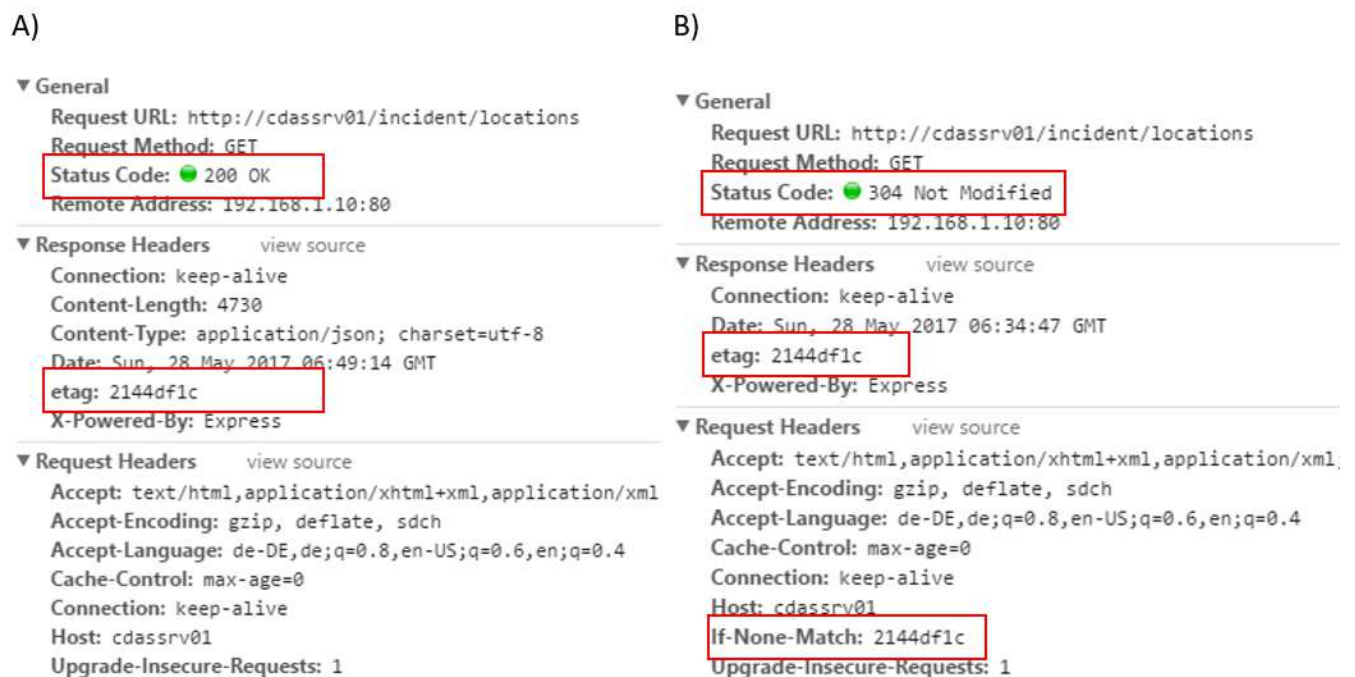 A)
▼ General
Request URL: http://cdassrv01/incident/locations
Request Method: GET
Status Code: 200 OK
Remote Address: 192.168.1.10:80
▼ Response Headers view source
Connection: keep-alive
Content-Length: 4730
Content-Type: application/json; charset=utf-8
Date: Sun, 28 May 2017 06:49:14 GMT
etag: 2144df1c
X-Powered-By: Express
▼ Request Headers view source
Accept: text/html,application/xhtml+xml,application/xml
Accept-Encoding: gzip, deflate, sdch
Accept-Language: de-DE,de;q=0.8,en-US;q=0.6,en;q=0.4
Cache-Control: max-age=0
Connection: keep-alive
Host: cdassrv01
Upgrade-Insecure-Requests: 1
B)
▼ General
Request URL: http://cdassrv01/incident/locations
Request Method: GET
Status Code: 304 Not Modified
Remote Address: 192.168.1.10:80
▼ Response Headers view source
Connection: keep-alive
Date: Sun, 28 May 2017 06:34:47 GMT
etag: 2144df1c
X-Powered-By: Express
▼ Request Headers view source
Accept: text/html,application/xhtml+xml,application/xml;
Accept-Encoding: gzip, deflate, sdch
Accept-Language: de-DE,de;q=0.8,en-US;q=0.6,en;q=0.4
Cache-Control: max-age=0
Connection: keep-alive
Host: cdassrv01
If-None-Match: 2144df1c
Upgrade-Insecure-Requests: 1